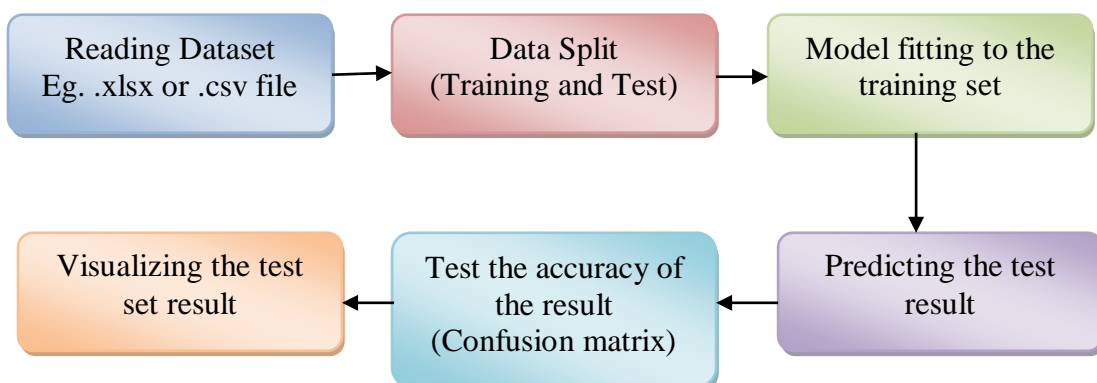 Reading Dataset
Eg. .xlsx or .csv file
Data Split
(Training and Test)
Model fitting to the
training set
Predicting the test
result
Test the accuracy of
the result
(Confusion matrix)
Visualizing the test
set result